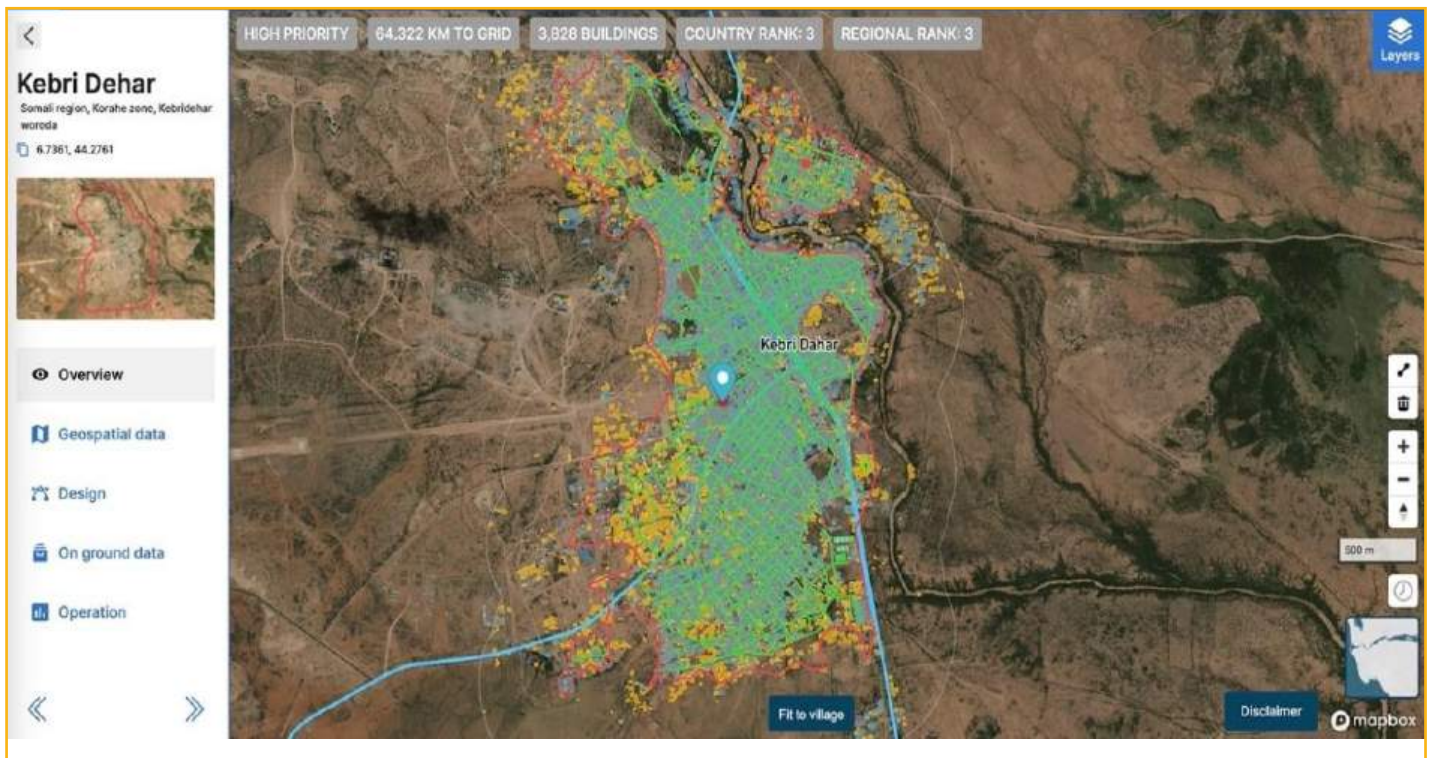 HIGH PRIORITY
64.322 KM TO GRID
3,828 BUILDINGS
COUNTRY RANK: 3
REGIONAL RANK: 3
Layers
Kebri Dehar
Somali region, Korahe zone, Kebridehar
woreda
6.7361, 44.2761
Overview
Geospatial data
Design
On ground data
Operation
Kebri Dahar
500 m
Fit to village
Disclaimer
mapbox